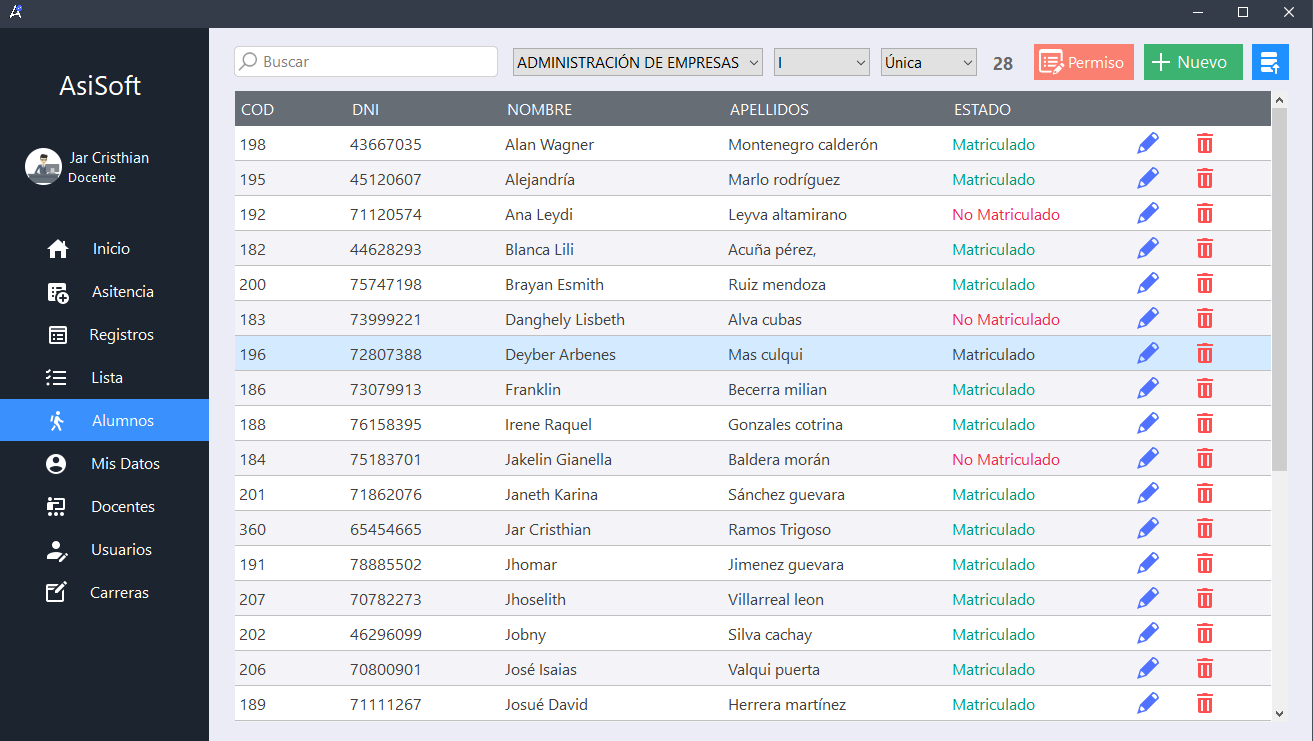 AsiSoft
Jar Cristhian
Docente
Inicio
Asitencia
Registros
Lista
Alumnos
Mis Datos
Docentes
Usuarios
Carreras
Buscar ADMINISTRACIÓN DE EMPRESAS I Única 28 Permiso Nuevo
COD DNI NOMBRE APELLIDOS ESTADO
198 43667035 Alan Wagner Montenegro calderón Matriculado
195 45120607 Alejandría Marlo rodríguez Matriculado
192 71120574 Ana Leydi Leyva altamirano No Matriculado
182 44628293 Blanca Lili Acuña pérez, Matriculado
200 75747198 Brayan Esmith Ruiz mendoza Matriculado
183 73999221 Danghely Lisbeth Alva cubas No Matriculado
196 72807388 Deyber Arbenes Mas culqui Matriculado
186 73079913 Franklin Becerra milian Matriculado
188 76158395 Irene Raquel Gonzales cotrina Matriculado
184 75183701 Jakelin Gianella Baldera morán No Matriculado
201 71862076 Janeth Karina Sánchez guevara Matriculado
360 65454665 Jar Cristhian Ramos Trigoso Matriculado
191 78885502 Jhomar Jimenez guevara Matriculado
207 70782273 Jhoselith Villarreal leon Matriculado
202 46296099 Jobny Silva cachay Matriculado
206 70800901 José Isaias Valqui puerta Matriculado
189 71111267 Josué David Herrera martínez Matriculado